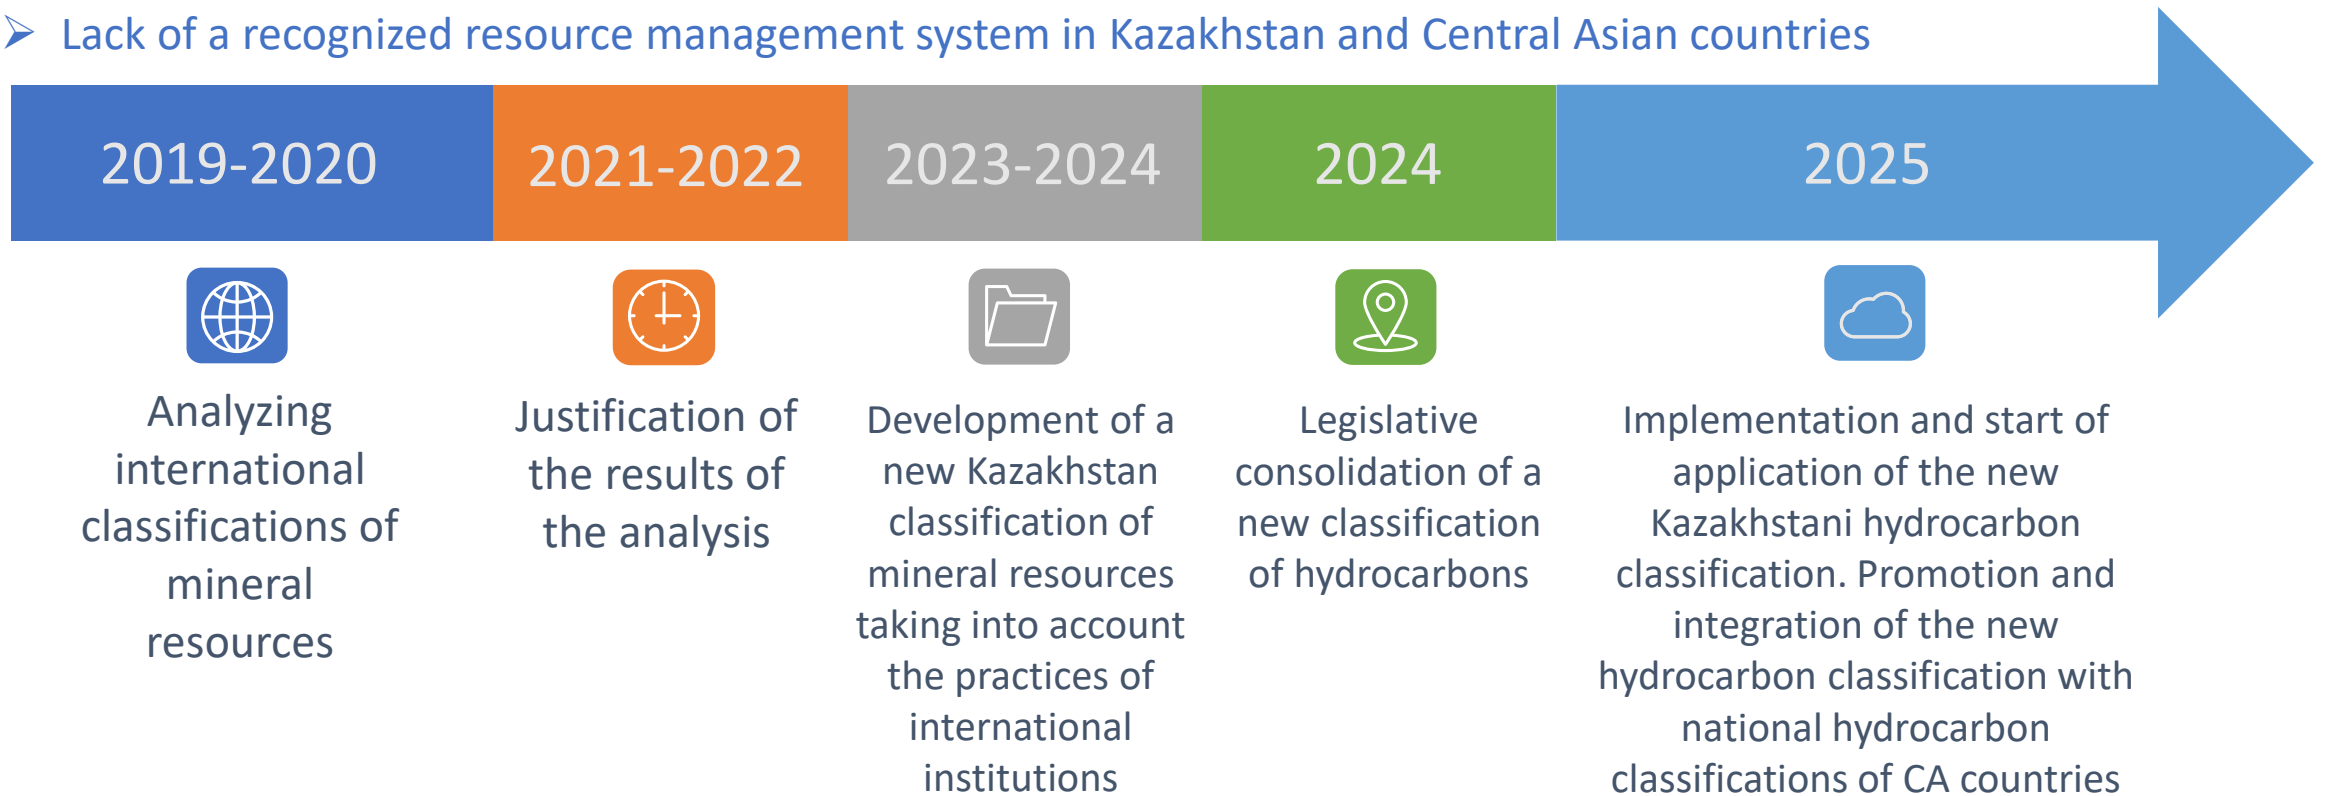 ➢ Lack of a recognized resource management system in Kazakhstan and Central Asian countries
2019-2020
2021-2022
2023-2024
2024
2025
Analyzing
international
classifications of
mineral
resources
Justification of
the results of
the analysis
Development of a
new Kazakhstan
classification of
mineral resources
taking into account
the practices of
international
institutions
Legislative
consolidation of a
new classification
of hydrocarbons
Implementation and start of
application of the new
Kazakhstani hydrocarbon
classification. Promotion and
integration of the new
hydrocarbon classification with
national hydrocarbon
classifications of CA countries